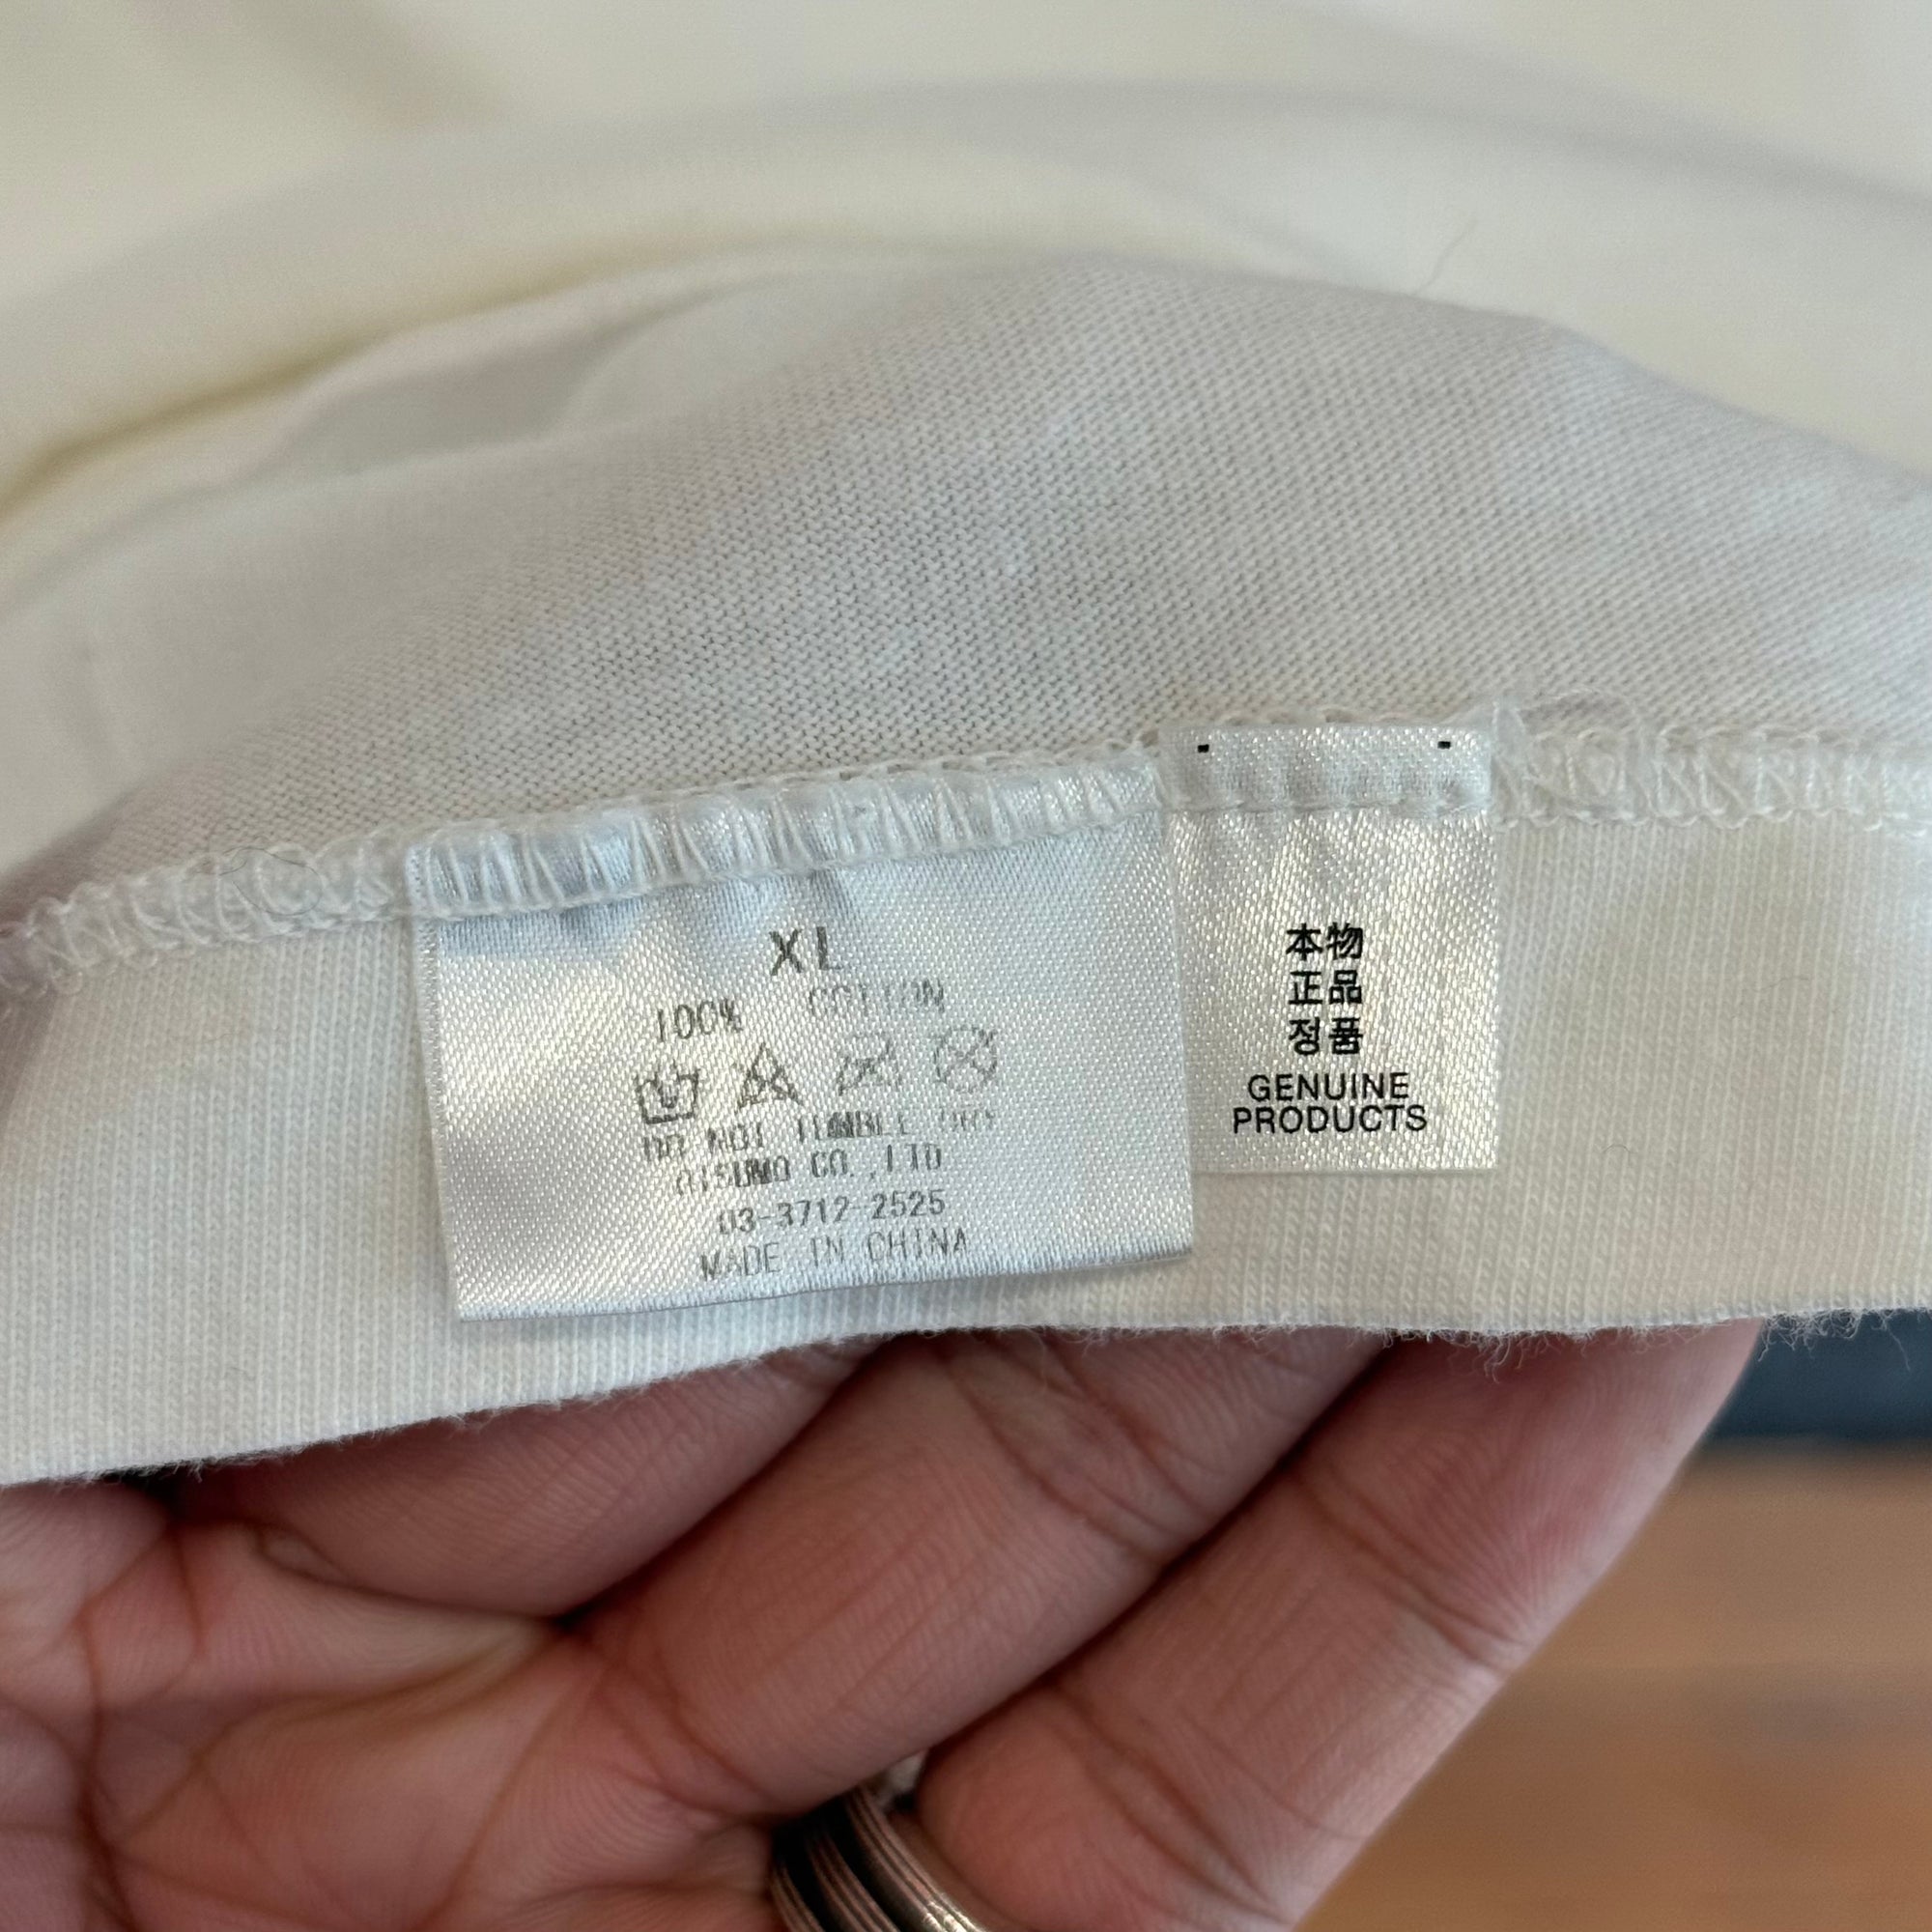 XL
100% COTTON
DO NOT TUMBLE DRY
CO.,LTD
03-3712-2525
MADE IN CHINA
本物
正品
정품
GENUINE
PRODUCTS